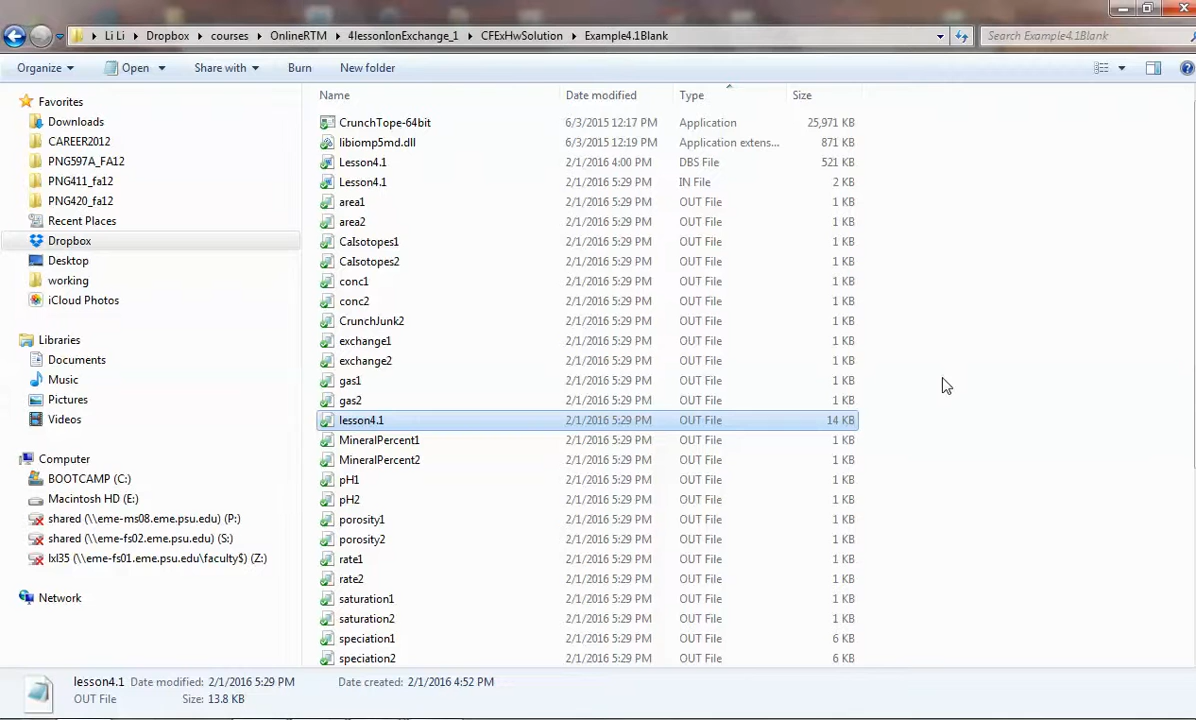 Li Li Dropbox courses OnlineRTM 4lessonIonExchange_1 CFExHwSolution Example4.1Blank Search Example4.1Blank
Organize Open Share with Burn New folder
Favorites
Downloads
CAREER2012
PNG597A_FA12
PNG411_fa12
PNG420_fa12
Recent Places
Dropbox
Desktop
working
iCloud Photos
Libraries
Documents
Music
Pictures
Videos
Computer
BOOTCAMP (C:)
Macintosh HD (E:)
shared (\\eme-ms08.eme.psu.edu) (P:)
shared (\\eme-fs02.eme.psu.edu) (S:)
lxl35 (\\eme-fs01.eme.psu.edu\faculty$) (Z:)
Network
Name Date modified Type Size
CrunchTope-64bit 6/3/2015 12:17 PM Application 25,971 KB
libiomp5md.dll 6/3/2015 12:19 PM Application extens... 871 KB
Lesson4.1 2/1/2016 4:00 PM DBS File 521 KB
Lesson4.1 2/1/2016 5:29 PM IN File 2 KB
area1 2/1/2016 5:29 PM OUT File 1 KB
area2 2/1/2016 5:29 PM OUT File 1 KB
CaIsotopes1 2/1/2016 5:29 PM OUT File 1 KB
CaIsotopes2 2/1/2016 5:29 PM OUT File 1 KB
conc1 2/1/2016 5:29 PM OUT File 1 KB
conc2 2/1/2016 5:29 PM OUT File 1 KB
CrunchJunk2 2/1/2016 5:29 PM OUT File 1 KB
exchange1 2/1/2016 5:29 PM OUT File 1 KB
exchange2 2/1/2016 5:29 PM OUT File 1 KB
gas1 2/1/2016 5:29 PM OUT File 1 KB
gas2 2/1/2016 5:29 PM OUT File 1 KB
lesson4.1 2/1/2016 5:29 PM OUT File 14 KB
MineralPercent1 2/1/2016 5:29 PM OUT File 1 KB
MineralPercent2 2/1/2016 5:29 PM OUT File 1 KB
pH1 2/1/2016 5:29 PM OUT File 1 KB
pH2 2/1/2016 5:29 PM OUT File 1 KB
porosity1 2/1/2016 5:29 PM OUT File 1 KB
porosity2 2/1/2016 5:29 PM OUT File 1 KB
rate1 2/1/2016 5:29 PM OUT File 1 KB
rate2 2/1/2016 5:29 PM OUT File 1 KB
saturation1 2/1/2016 5:29 PM OUT File 1 KB
saturation2 2/1/2016 5:29 PM OUT File 1 KB
speciation1 2/1/2016 5:29 PM OUT File 6 KB
speciation2 2/1/2016 5:29 PM OUT File 6 KB
lesson4.1 Date modified: 2/1/2016 5:29 PM Date created: 2/1/2016 4:52 PM
OUT File Size: 13.8 KB